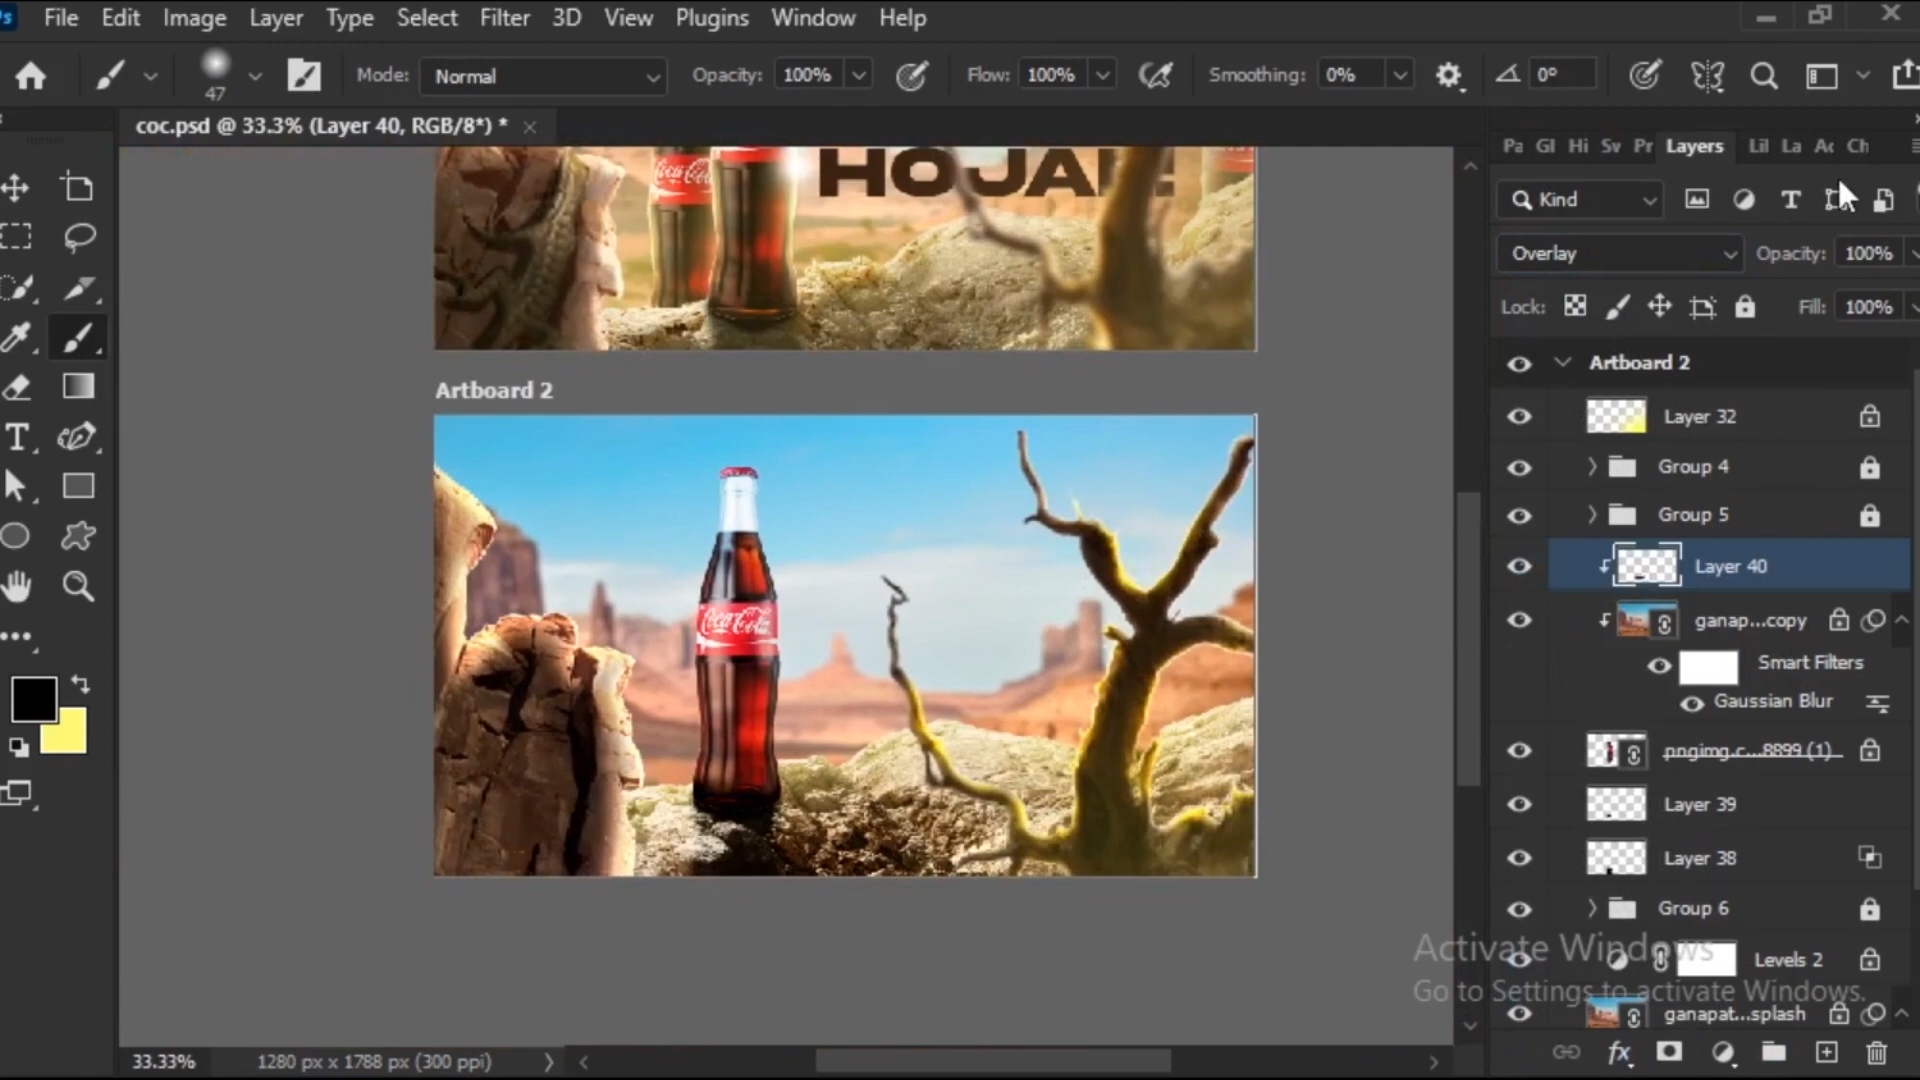 File Edit Image Layer Type Select Filter 3D View Plugins Window Help
47 Mode: Normal Opacity: 100% Flow: 100% Smoothing: 0% 0°
coc.psd @ 33.3% (Layer 40, RGB/8*) *
Pa Gl Hi Sv Pr Layers Lil La Ac Ch
Kind
Overlay Opacity: 100%
Lock: Fill: 100%
Coca-Cola
Artboard 2
Coca-Cola
Artboard 2
Layer 32
Group 4
Group 5
Layer 40
ganap...copy
Smart Filters
Gaussian Blur
pngimg.c...8899 (1)
Layer 39
Layer 38
Group 6
Levels 2
ganapat...splash
Activate Windows
Go to Settings to activate Windows.
33.33% 1280 px x 1788 px (300 ppi)